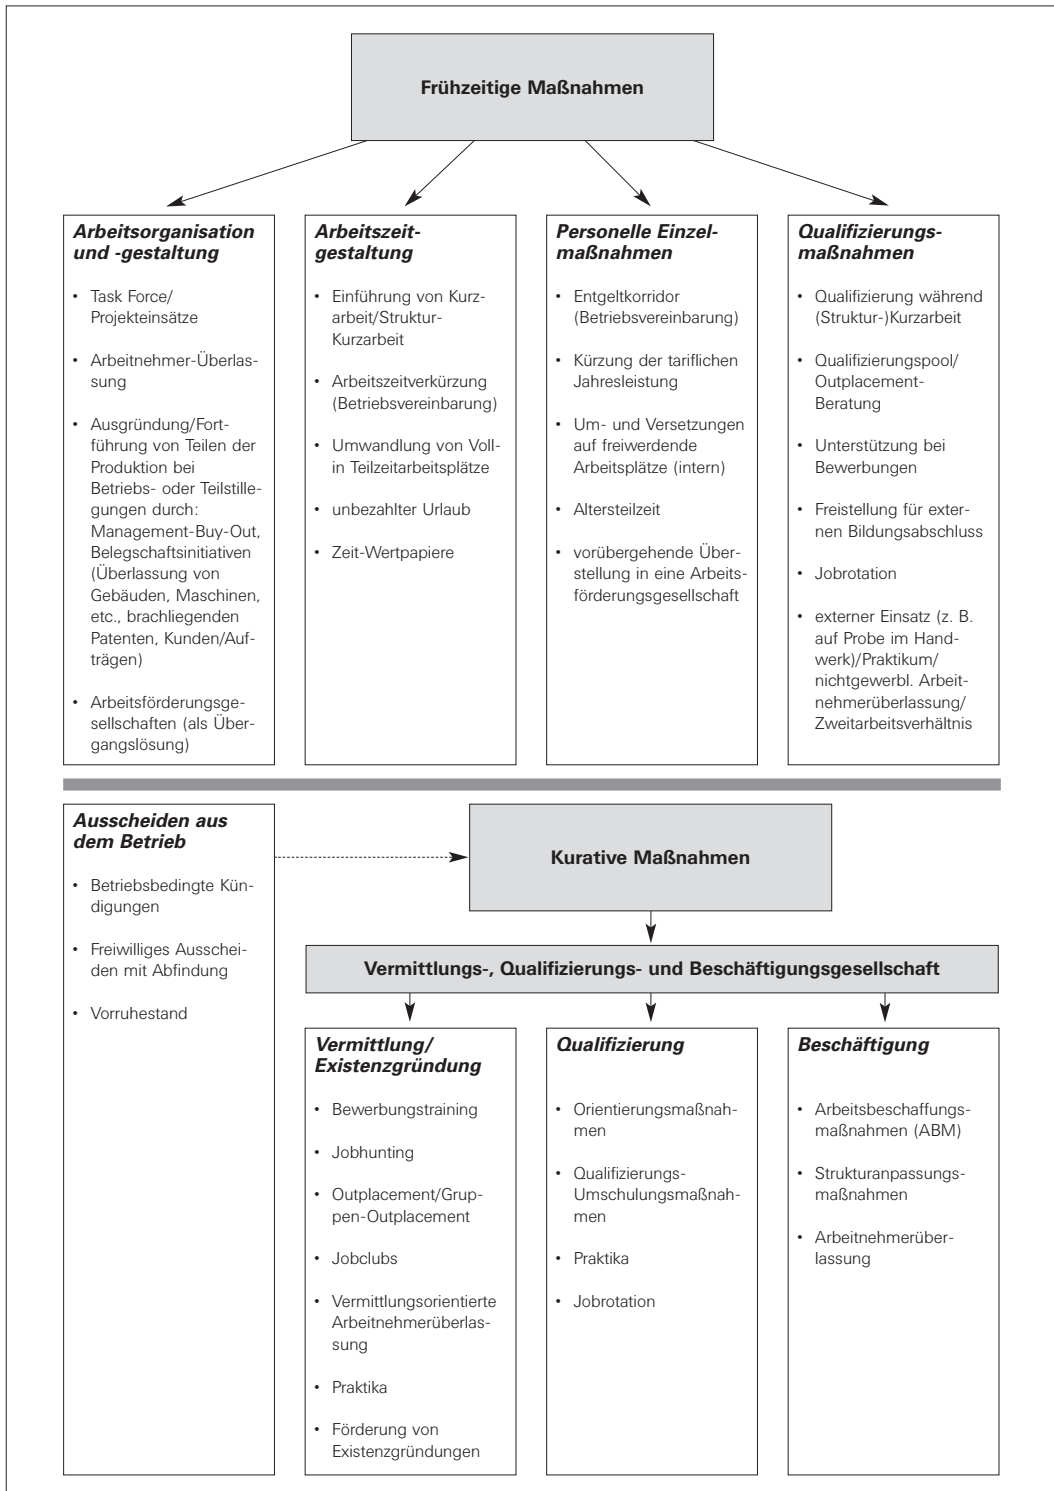 Frühzeitige Maßnahmen
Arbeitsorganisation
und -gestaltung
• Task Force/
Projekteinsätze
• Arbeitnehmer-Überlas-
sung
• Ausgründung/Fort-
führung von Teilen der
Produktion bei
Betriebs- oder Teilstille-
gungen durch:
Management-Buy-Out,
Belegschaftsinitiativen
(Überlassung von
Gebäuden, Maschinen,
etc., brachliegenden
Patenten, Kunden/Auf-
trägen)
• Arbeitsförderungsge-
sellschaften (als Über-
gangslösung)
Arbeitszeit-
gestaltung
• Einführung von Kurz-
arbeit/Struktur-
Kurzarbeit
• Arbeitszeitverkürzung
(Betriebsvereinbarung)
• Umwandlung von Voll-
in Teilzeitarbeitsplätze
• unbezahlter Urlaub
• Zeit-Wertpapiere
Personelle Einzel-
maßnahmen
• Entgeltkorridor
(Betriebsvereinbarung)
• Kürzung der tariflichen
Jahresleistung
• Um- und Versetzungen
auf freiwerdende
Arbeitsplätze (intern)
• Altersteilzeit
• vorübergehende Über-
stellung in eine Arbeits-
förderungsgesellschaft
Qualifizierungs-
maßnahmen
• Qualifizierung während
(Struktur-)Kurzarbeit
• Qualifizierungspool/
Outplacement-
Beratung
• Unterstützung bei
Bewerbungen
• Freistellung für exter-
nen Bildungsabschluss
• Jobrotation
• externer Einsatz (z. B.
auf Probe im Hand-
werk)/Praktikum/
nichtgewerbl. Arbeit-
nehmerüberlassung/
Zweitarbeitsverhältnis
Ausscheiden aus
dem Betrieb
• Betriebsbedingte Kün-
digungen
• Freiwilliges Ausschei-
den mit Abfindung
• Vorruhestand
Kurative Maßnahmen
Vermittlungs-, Qualifizierungs- und Beschäftigungsgesellschaft
Vermittlung/
Existenzgründung
• Bewerbungstraining
• Jobhunting
• Outplacement/Grup-
pen-Outplacement
• Jobclubs
• Vermittlungsorientierte
Arbeitnehmerüberlas-
sung
• Praktika
• Förderung von
Existenzgründungen
Qualifizierung
• Orientierungsmaßnah-
men
• Qualifizierungs-
Umschulungsmaßnah-
men
• Praktika
• Jobrotation
Beschäftigung
• Arbeitsbeschaffungs-
maßnahmen (ABM)
• Strukturanpassungs-
maßnahmen
• Arbeitnehmerüber-
lassung